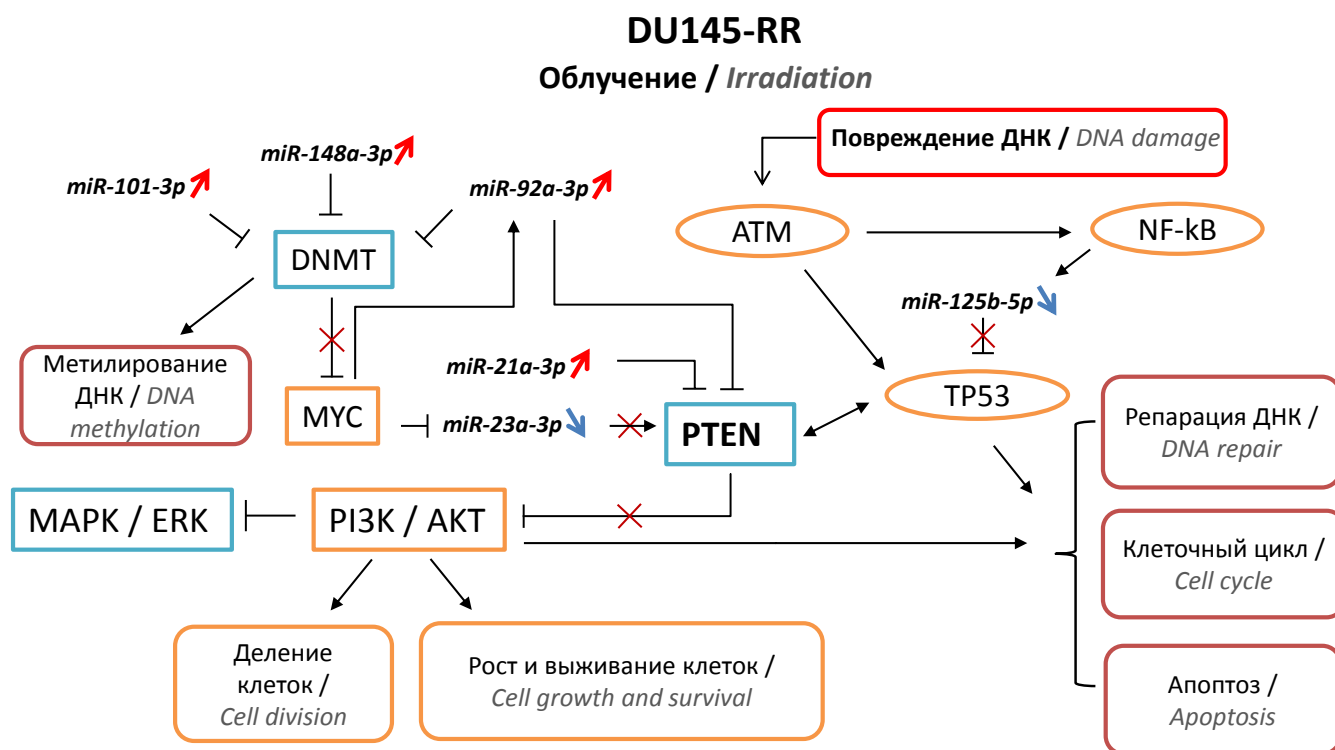 DU145-RR
Облучение / Irradiation
Повреждение ДНК / DNA damage
miR-148a-3p
miR-101-3p
miR-92a-3p
ATM
NF-kB
DNMT
miR-125b-5p
Метилирование
ДНК / DNA
methylation
miR-21a-3p
TP53
MYC
miR-23a-3p
PTEN
Репарация ДНК /
DNA repair
MAPK / ERK
PI3K / AKT
Клеточный цикл /
Cell cycle
Деление
клеток /
Cell division
Рост и выживание клеток /
Cell growth and survival
Апоптоз /
Apoptosis